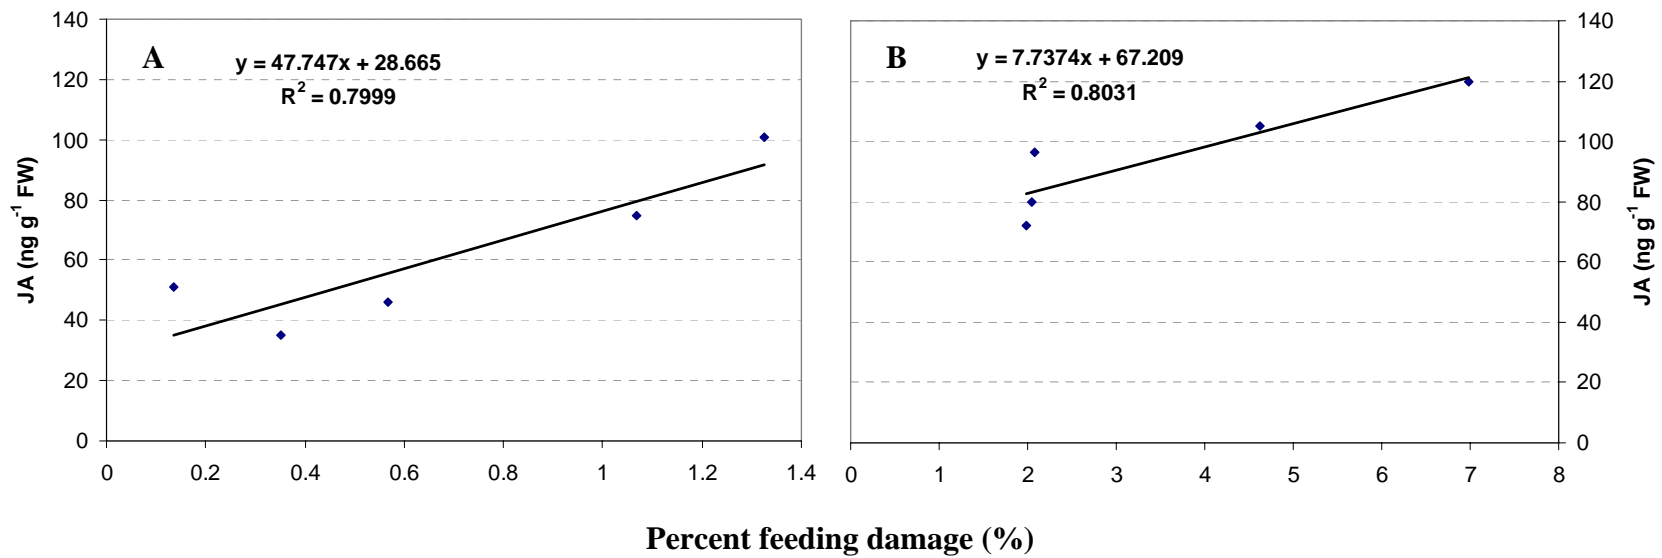 A
y = 47.747x + 28.665
R² = 0.7999
JA (ng g⁻¹ FW)
140
120
100
80
60
40
20
0
0 0.2 0.4 0.6 0.8 1 1.2 1.4
B
y = 7.7374x + 67.209
R² = 0.8031
140
120
100
80
60
40
20
0
JA (ng g⁻¹ FW)
0 1 2 3 4 5 6 7 8
Percent feeding damage (%)